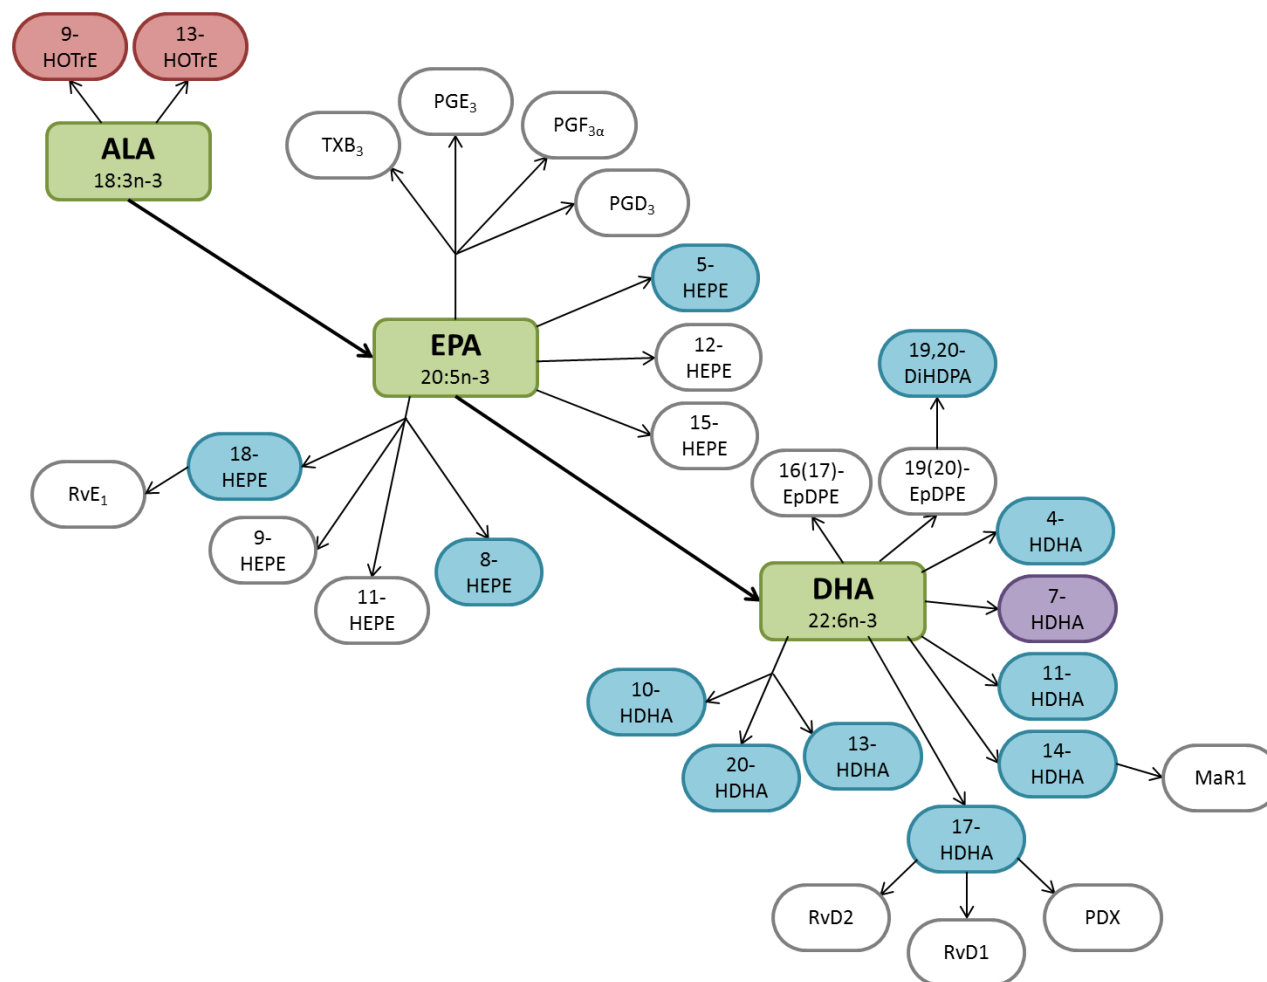 9-
HOTrE
13-
HOTrE
ALA
18:3n-3
TXB₃
PGE₃
PGF₃α
PGD₃
5-
HEPE
EPA
20:5n-3
12-
HEPE
15-
HEPE
19,20-
DiHDPA
18-
HEPE
RvE₁
9-
HEPE
11-
HEPE
8-
HEPE
16(17)-
EpDPE
19(20)-
EpDPE
4-
HDHA
DHA
22:6n-3
7-
HDHA
11-
HDHA
10-
HDHA
20-
HDHA
13-
HDHA
14-
HDHA
MaR1
17-
HDHA
RvD2
RvD1
PDX